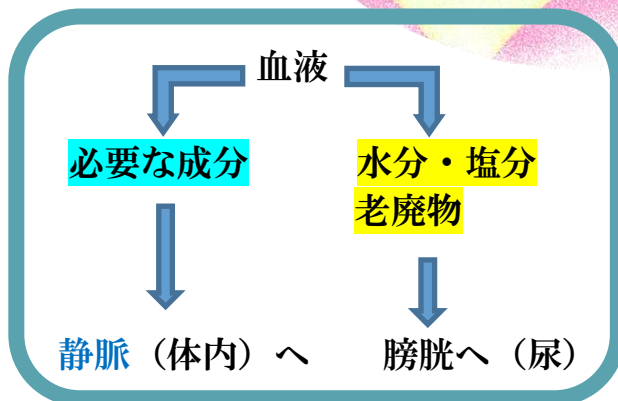 血液
必要な成分
水分・塩分
老廃物
静脈（体内）へ
膀胱へ（尿）